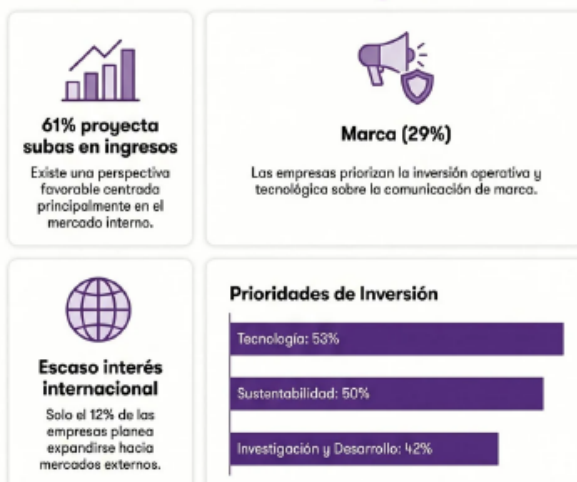 61% proyecta
subas en ingresos
Existe una perspectiva
favorable centrada
principalmente en el
mercado interno.
Marca (29%)
Las empresas priorizan la inversión operativa y
tecnológica sobre la comunicación de marca.
Escaso interés
internacional
Solo el 12% de las
empresas planea
expandirse hacia
mercados externos.
Prioridades de Inversión
Tecnología: 53%
Sustentabilidad: 50%
Investigación y Desarrollo: 42%